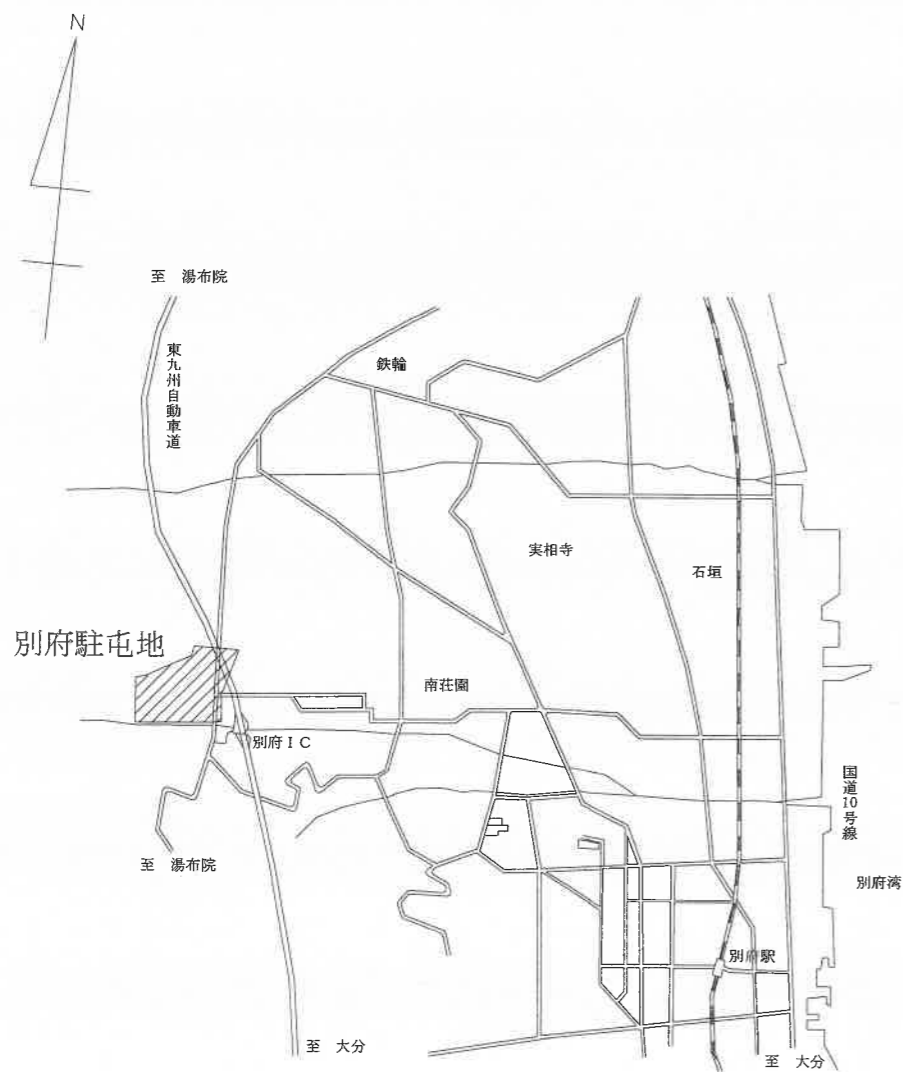 N
至 湯布院
東九州自動車道
鉄輪
実相寺
石垣
別府駐屯地
南荘園
別府IC
国道10号線
至 湯布院
別府湾
別府駅
至 大分
至 大分